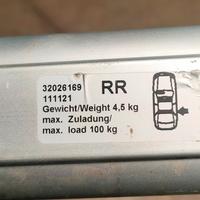 32026169 RR
111121
Gewicht/Weight 4,5 kg
max. Zuladung/
max. load 100 kg